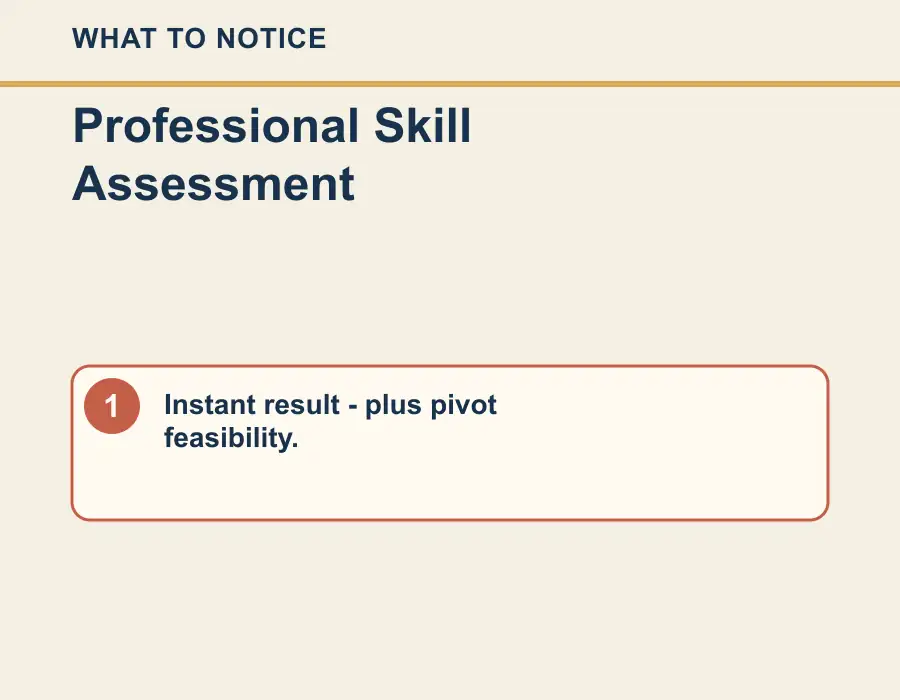 WHAT TO NOTICE
Professional Skill
Assessment
1
Instant result - plus pivot
feasibility.